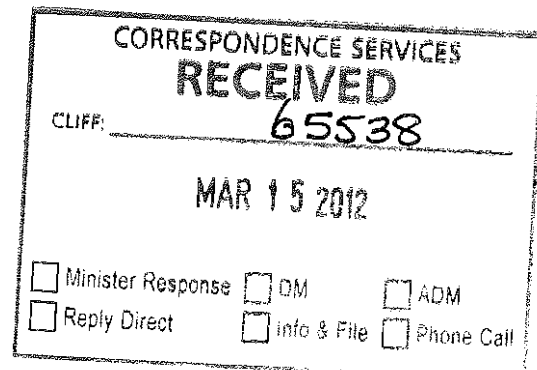 CORRESPONDENCE SERVICES
RECEIVED
CLIFF: 65538
MAR 15 2012
Minister Response DM ADM
Reply Direct Info & File Phone Call